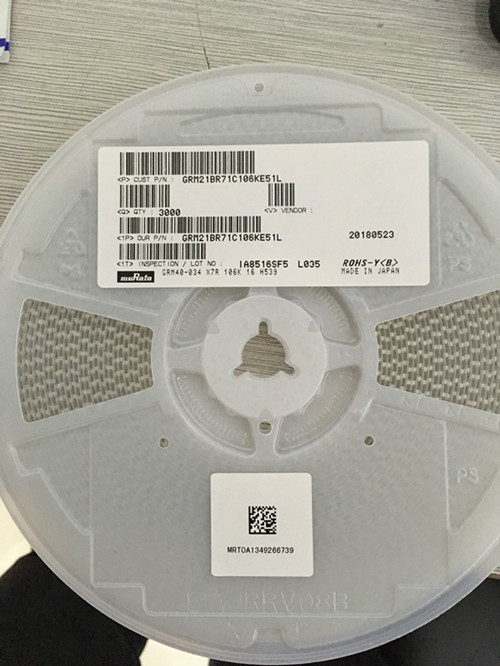 <P> CUST P/N : GRM21BR71C106KE51L
<Q> QTY : 3000 <V> VENDOR :
<1P> OUR P/N : GRM21BR71C106KE51L
20180523
<1T> INSPECTION / LOT NO : IA8516SF5 L035 ROHS-Y<B>
muRata GRM40-034 X7R 106K 16 H539 MADE IN JAPAN
PS
MRTOA1349266739